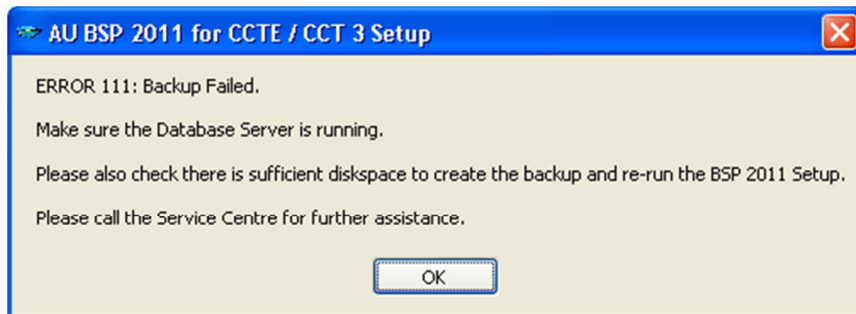 AU BSP 2011 for CCTE / CCT 3 Setup
ERROR 111: Backup Failed.
Make sure the Database Server is running.
Please also check there is sufficient diskspace to create the backup and re-run the BSP 2011 Setup.
Please call the Service Centre for further assistance.
OK